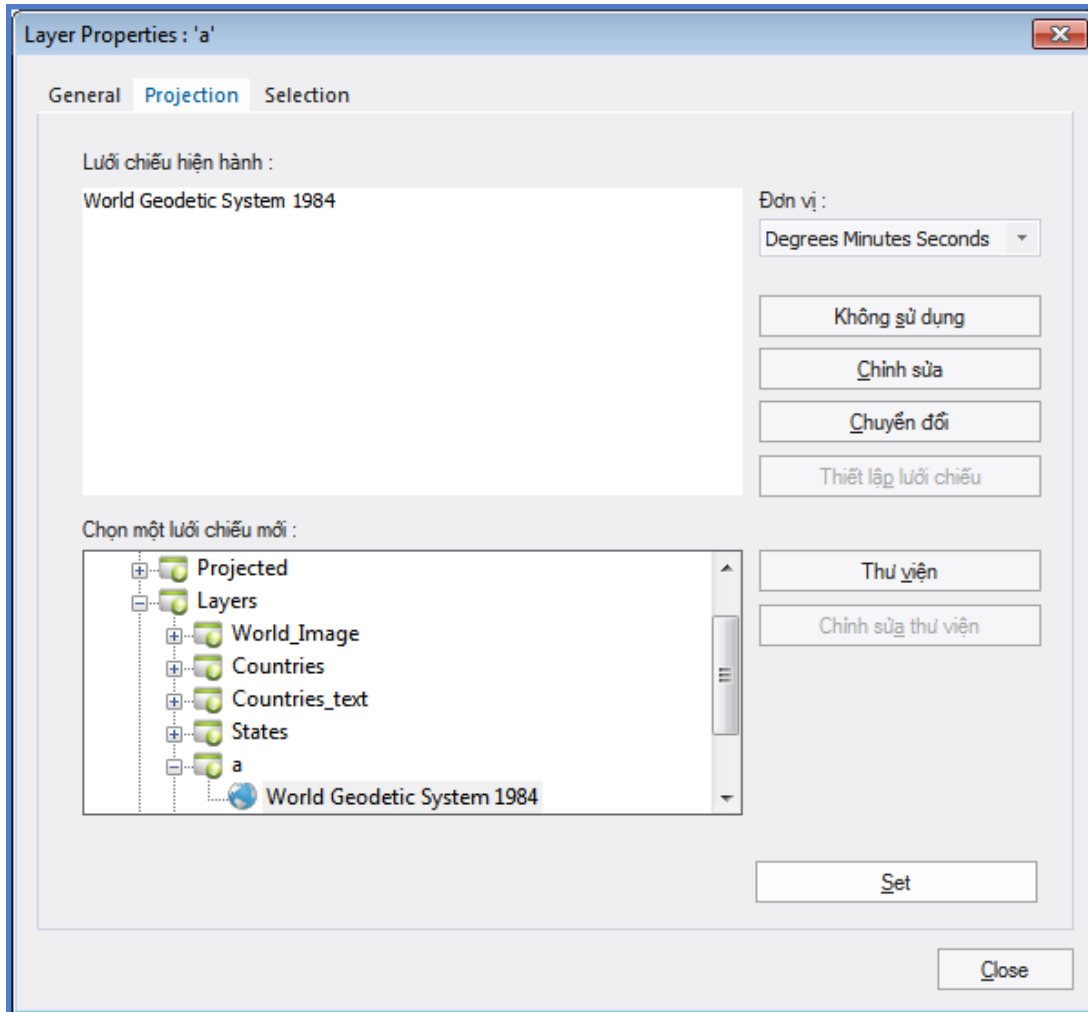 Layer Properties : 'a'
General Projection Selection
Lưới chiếu hiện hành :
World Geodetic System 1984
Đơn vị :
Degrees Minutes Seconds
Không sử dụng
Chỉnh sửa
Chuyển đổi
Thiết lập lưới chiếu
Chọn một lưới chiếu mới :
Projected
Layers
World_Image
Countries
Countries_text
States
a
World Geodetic System 1984
Thư viện
Chỉnh sửa thư viện
Set
Close